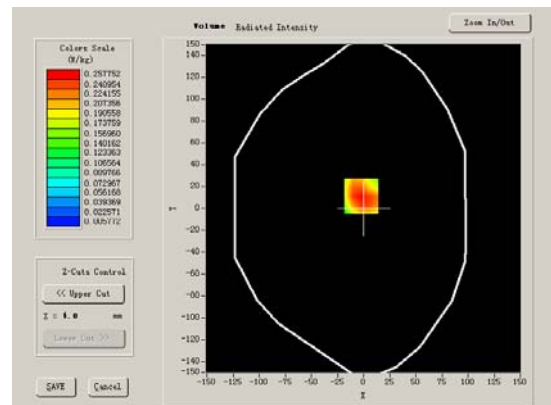 Volume Radiated Intensity
Zoom In/Out
Colors Scale
(W/kg)
0.257752
0.240954
0.224155
0.207356
0.190558
0.173759
0.156960
0.140162
0.123363
0.106564
0.089766
0.072967
0.056168
0.039369
0.022571
0.005772
Z-Cuts Control
<< Upper Cut
Z = 4.0 mm
Lower Cut >>
SAVE
Cancel
150
140
120
100
80
60
40
20
0
-20
-40
-60
-80
-100
-120
-140
-150
Y
-150 -125 -100 -75 -50 -25 0 25 50 75 100 125 150
X